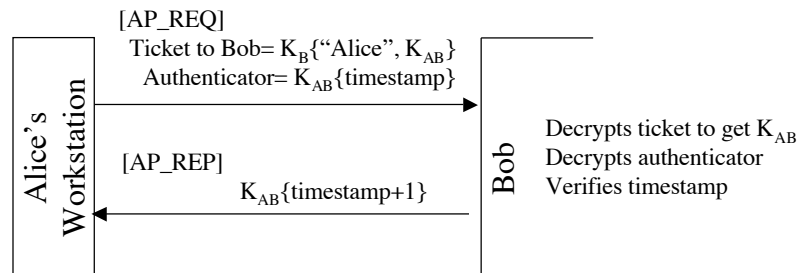 [AP_REQ]
Ticket to Bob= K_B{“Alice”, K_AB}
Authenticator= K_AB{timestamp}
Alice’s
Workstation
[AP_REP]
K_AB{timestamp+1}
Bob
Decrypts ticket to get K_AB
Decrypts authenticator
Verifies timestamp